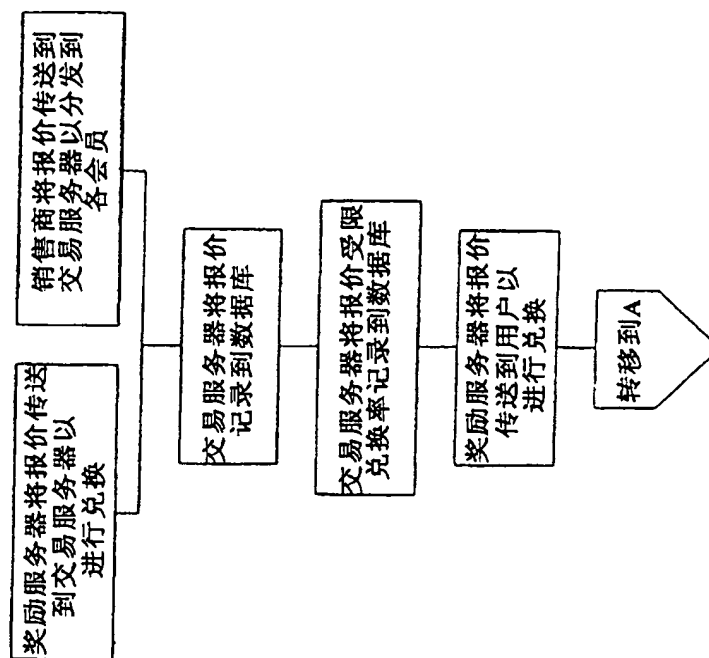 奖励服务器将报价传送
到交易服务器以
进行兑换
销售商将报价传送到
交易服务器以分发到
各会员
交易服务器将报价
记录到数据库
交易服务器将报价受限
兑换率记录到数据库
奖励服务器将报价
传送到用户以
进行兑换
转移到A